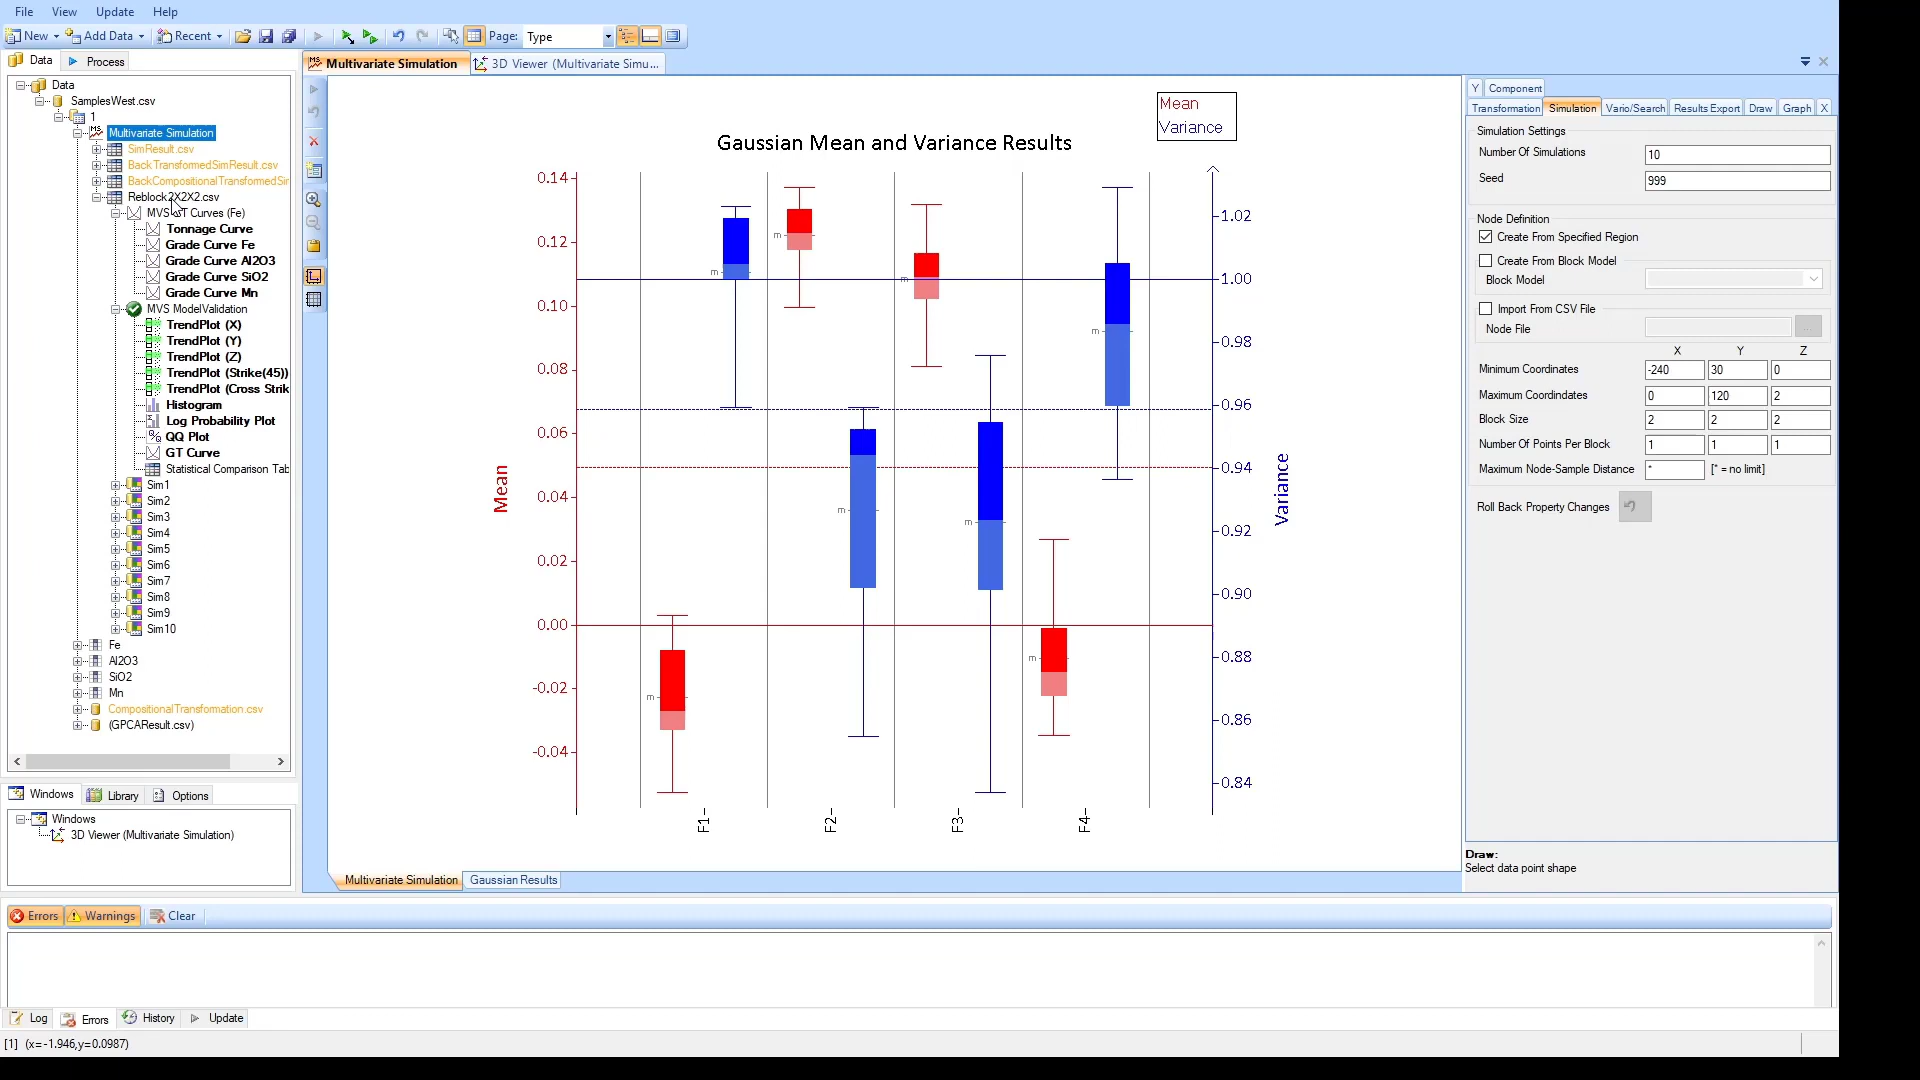 File View Update Help
New Add Data Recent Page: Type
Data Process
Multivariate Simulation 3D Viewer (Multivariate Simu...
Data
SamplesWest.csv
1
Multivariate Simulation
SimResult.csv
BackTransformedSimResult.csv
BackCompositionalTransformedSir
Reblock2X2X2.csv
T Curves (Fe)
Tonnage Curve
Grade Curve Fe
Grade Curve Al2O3
Grade Curve SiO2
Grade Curve Mn
MVS ModelValidation
TrendPlot (X)
TrendPlot (Y)
TrendPlot (Z)
TrendPlot (Strike(45))
TrendPlot (Cross Strik
Histogram
Log Probability Plot
QQ Plot
GT Curve
Statistical Comparison Tab
Sim1
Sim2
Sim3
Sim4
Sim5
Sim6
Sim7
Sim8
Sim9
Sim10
Fe
Al2O3
SiO2
Mn
CompositionalTransformation.csv
(GPCAResult.csv)
Windows Library Options
Windows
3D Viewer (Multivariate Simulation)
Mean
Variance
Gaussian Mean and Variance Results
0.14
0.12
0.10
0.08
0.06
0.04
0.02
0.00
-0.02
-0.04
Mean
m
m
m
m
m
m
m
m
1.02
1.00
0.98
0.96
0.94
0.92
0.90
0.88
0.86
0.84
Variance
F1
F2
F3
F4
Multivariate Simulation Gaussian Results
Y Component
Transformation Simulation Vario/Search Results Export Draw Graph X
Simulation Settings
Number Of Simulations 10
Seed 999
Node Definition
Create From Specified Region
Create From Block Model
Block Model
Import From CSV File
Node File ...
X Y Z
Minimum Coordinates -240 30 0
Maximum Coordindates 0 120 2
Block Size 2 2 2
Number Of Points Per Block 1 1 1
Maximum Node-Sample Distance * [* = no limit]
Roll Back Property Changes
Draw:
Select data point shape
Errors Warnings Clear
Log Errors History Update
[1] (x=-1.946,y=0.0987)